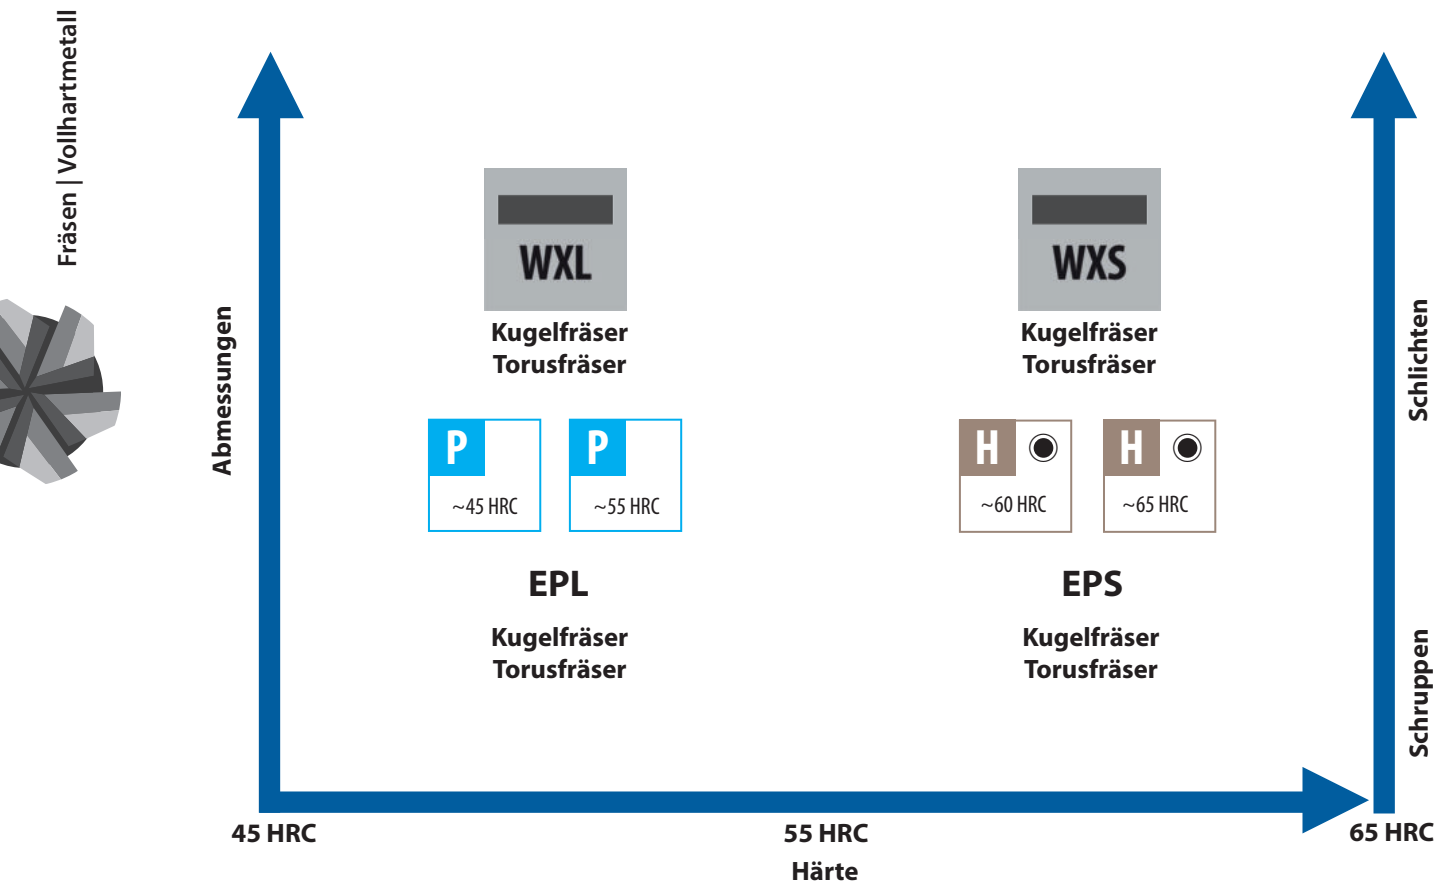 Fräsen | Vollhartmetall
Abmessungen
WXL
Kugelfräser
Torusfräser
P
~45 HRC
P
~55 HRC
EPL
Kugelfräser
Torusfräser
WXS
Kugelfräser
Torusfräser
H
~60 HRC
H
~65 HRC
EPS
Kugelfräser
Torusfräser
Schlichten
Schruppen
45 HRC
55 HRC
65 HRC
Härte